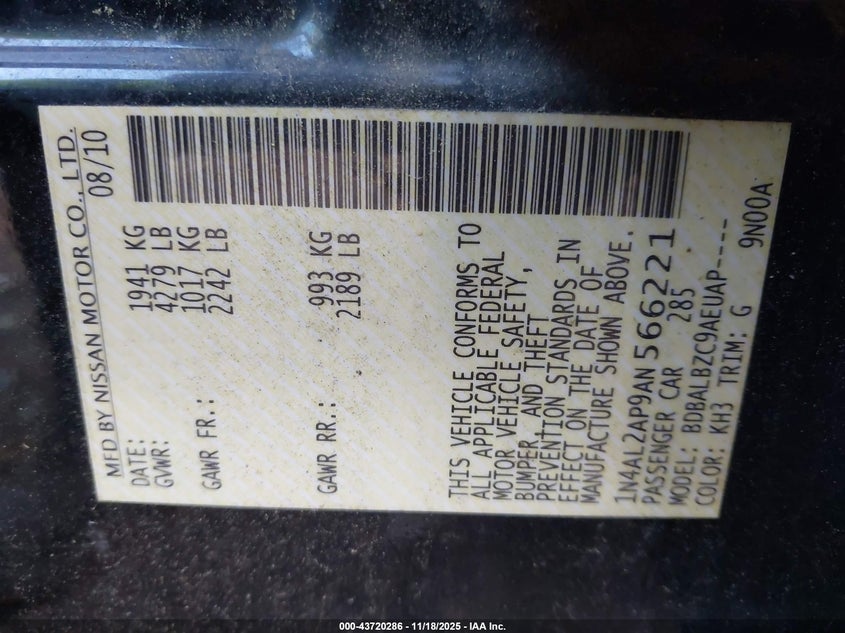 MFD BY NISSAN MOTOR CO., LTD.
DATE: 08/10
GVWR: 1941 KG
4279 LB
GAWR FR.: 1017 KG
2242 LB
GAWR RR.: 993 KG
2189 LB
THIS VEHICLE CONFORMS TO
ALL APPLICABLE FEDERAL
MOTOR VEHICLE SAFETY,
BUMPER, AND THEFT
PREVENTION STANDARDS IN
EFFECT ON THE DATE OF
MANUFACTURE SHOWN ABOVE.
1N4AL2AP9AN566221
PASSENGER CAR 285
MODEL: BDBALBZC9AEUAP----
COLOR: KH3 TRIM: G 9N00A
000-43720286 - 11/18/2025 - IAA Inc.